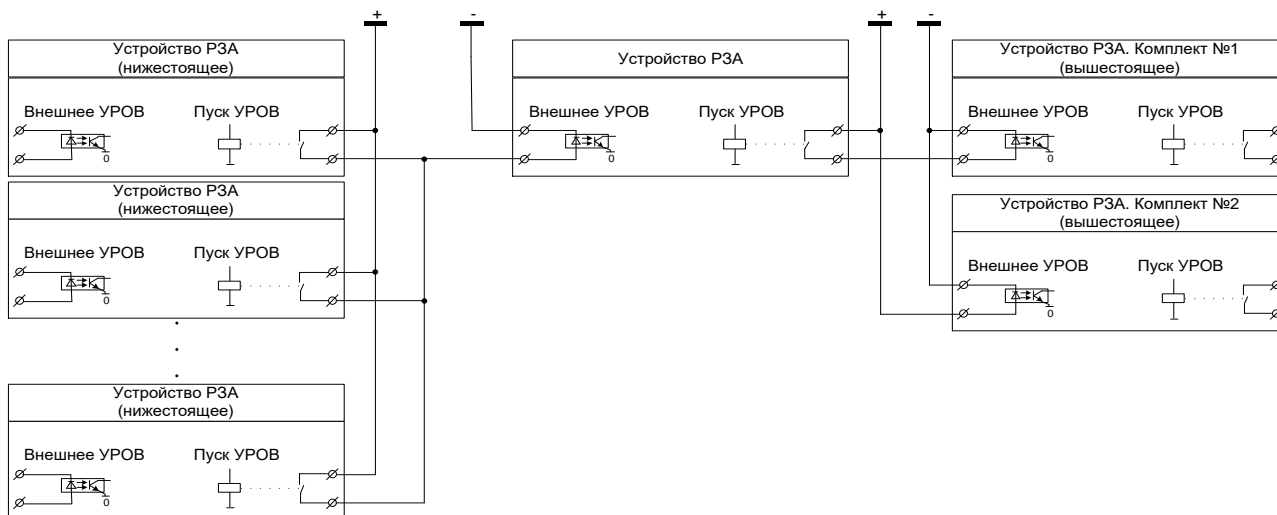 +
-
+
-
Устройство РЗА
(нижестоящее)
Внешнее УРОВ
Пуск УРОВ
0
Устройство РЗА
(нижестоящее)
Внешнее УРОВ
Пуск УРОВ
0
.
.
.
Устройство РЗА
(нижестоящее)
Внешнее УРОВ
Пуск УРОВ
0
Устройство РЗА
Внешнее УРОВ
Пуск УРОВ
0
Устройство РЗА. Комплект №1
(вышестоящее)
Внешнее УРОВ
Пуск УРОВ
0
Устройство РЗА. Комплект №2
(вышестоящее)
Внешнее УРОВ
Пуск УРОВ
0